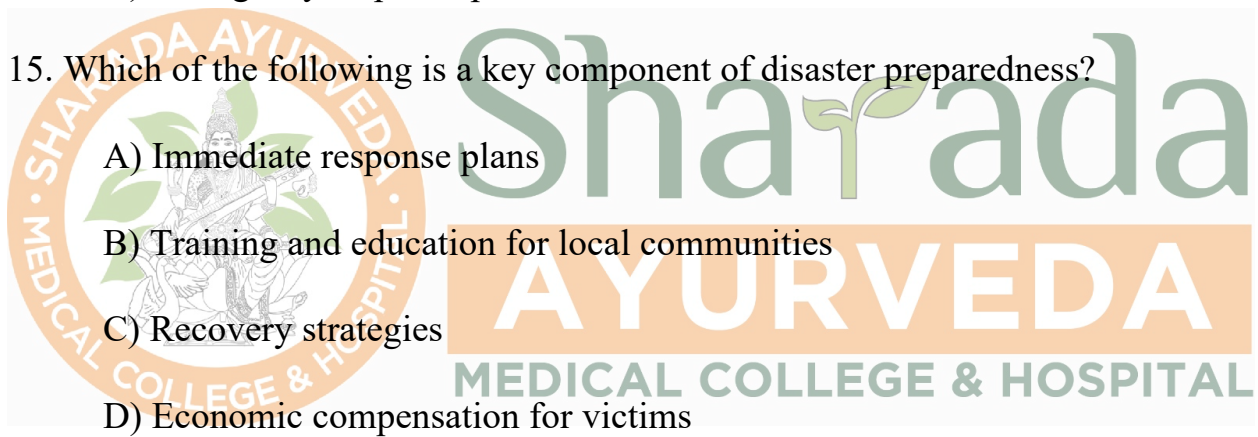 15. Which of the following is a key component of disaster preparedness?
A) Immediate response plans
B) Training and education for local communities
C) Recovery strategies
D) Economic compensation for victims
SHARADA AYURVEDA • MEDICAL COLLEGE & HOSPITAL •
Sharada
AYURVEDA
MEDICAL COLLEGE & HOSPITAL